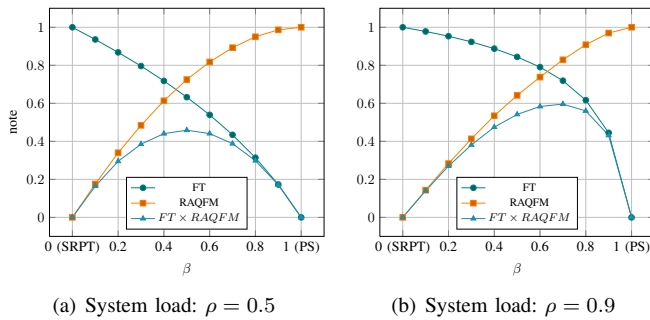 1
0.8
0.6
0.4
0.2
0
note
0 (SRPT) 0.2 0.4 0.6 0.8 1 (PS)
β
FT
RAQFM
FT × RAQFM
(a) System load: ρ = 0.5
1
0.8
0.6
0.4
0.2
0
0 (SRPT) 0.2 0.4 0.6 0.8 1 (PS)
β
FT
RAQFM
FT × RAQFM
(b) System load: ρ = 0.9